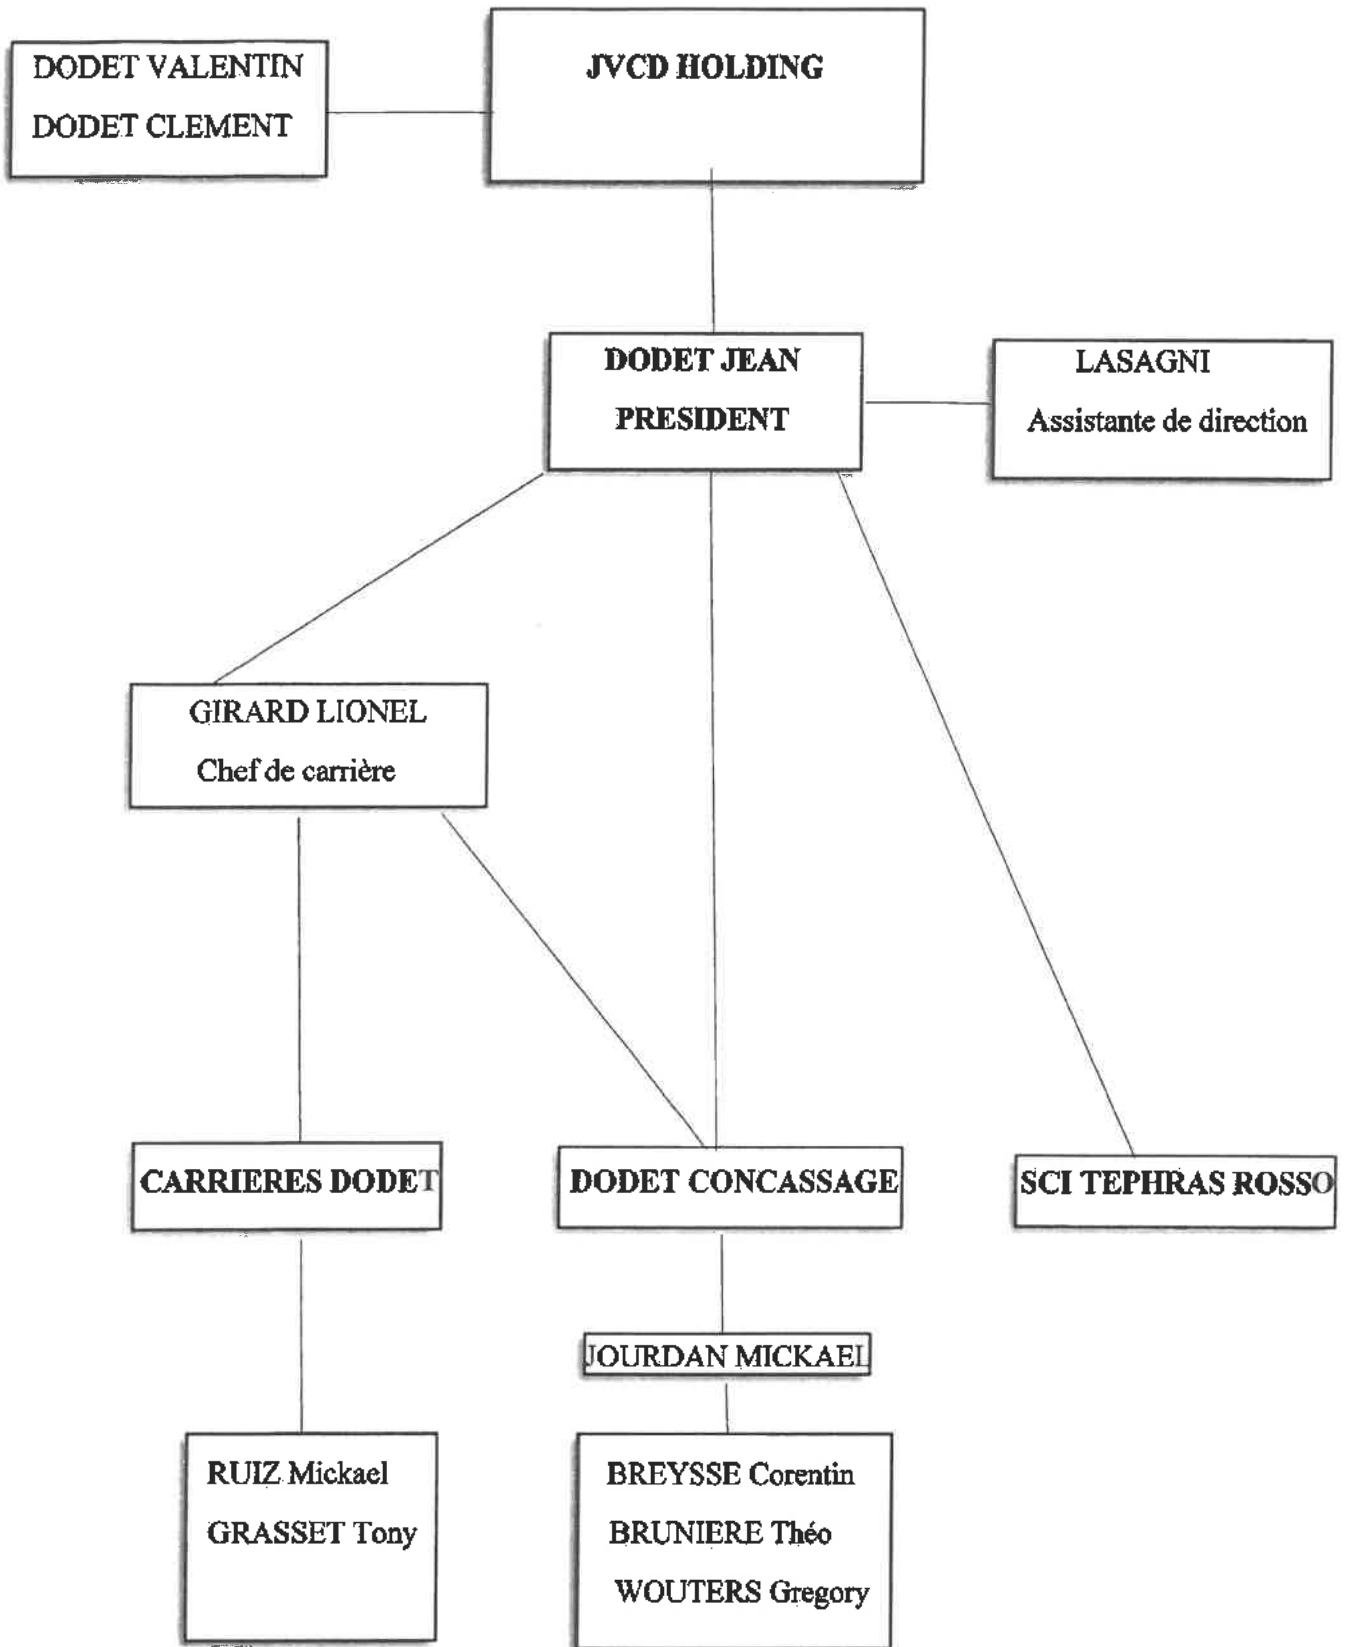 DODET VALENTIN
DODET CLEMENT
JVCD HOLDING
DODET JEAN
PRESIDENT
LASAGNI
Assistante de direction
GIRARD LIONEL
Chef de carrière
CARRIERES DODET
DODET CONCASSAGE
SCI TEPHRAS ROSSO
JOURDAN MICKAEL
RUIZ Mickael
GRASSET Tony
BREYSSE Corentin
BRUNIERE Théo
WOUTERS Gregory